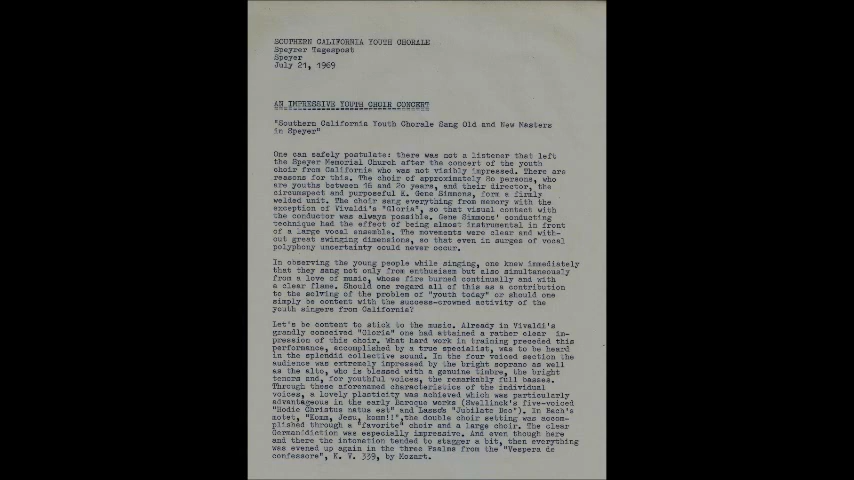 SOUTHERN CALIFORNIA YOUTH CHORALE
Speyrer Tagespost
Speyer
July 21, 1969
AN IMPRESSIVE YOUTH CHOIR CONCERT
"Southern California Youth Chorale Sang Old and New Masters
in Speyer"
One can safely postulate: there was not a listener that left
the Speyer Memorial Church after the concert of the youth
choir from California who was not visibly impressed. There are
reasons for this. The choir of approximately 80 persons, who
are youths between 16 and 20 years, and their director, the
circumspect and purposeful K. Gene Simmons, form a firmly
welded unit. The choir sang everything from memory with the
exception of Vivaldi's "Gloria", so that visual contact with
the conductor was always possible. Gene Simmons' conducting
technique had the effect of being almost instrumental in front
of a large vocal ensemble. The movements were clear and with-
out great swinging dimensions, so that even in surges of vocal
polyphony uncertainty could never occur.
In observing the young people while singing, one knew immediately
that they sang not only from enthusiasm but also simultaneously
from a love of music, whose fire burned continually and with
a clear flame. Should one regard all of this as a contribution
to the solving of the problem of "youth today" or should one
simply be content with the success-crowned activity of the
youth singers from California?
Let's be content to stick to the music. Already in Vivaldi's
grandly conceived "Gloria" one had attained a rather clear im-
pression of this choir. What hard work in training preceded this
performance, accomplished by a true specialist, was to be heard
in the splendid collective sound. In the four voiced section the
audience was extremely impressed by the bright soprano as well
as the alto, who is blessed with a genuine timbre, the bright
tenors and, for youthful voices, the remarkably full basses.
Through these aforenamed characteristics of the individual
voices, a lovely plasticity was achieved which was particularly
advantageous in the early Baroque works (Swellinck's five-voiced
"Hodie Christus natus est" and Lasso's "Jubilate Deo"). In Bach's
motet, "Komm, Jesu, komm!!",the double choir setting was accom-
plished through a "favorite" choir and a large choir. The clear
Germandiction was especially impressive. And even though here
and there the intonation tended to stagger a bit, then everything
was evened up again in the three Psalms from the "Vespera de
confessore", K. V. 339, by Mozart.